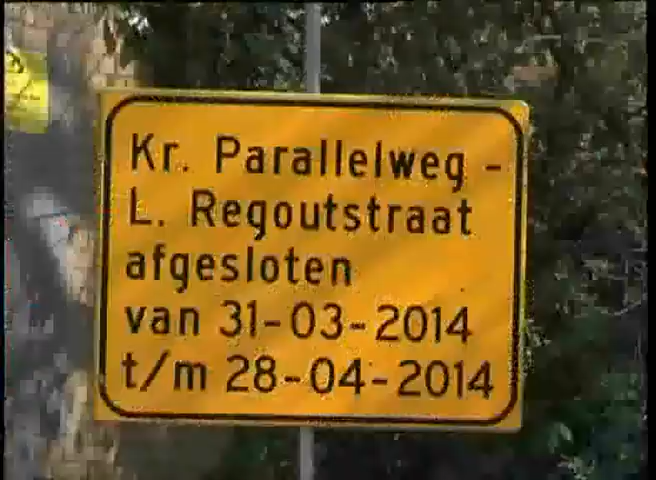 Kr. Parallelweg -
L. Regoutstraat
afgesloten
van 31-03-2014
t/m 28-04-2014